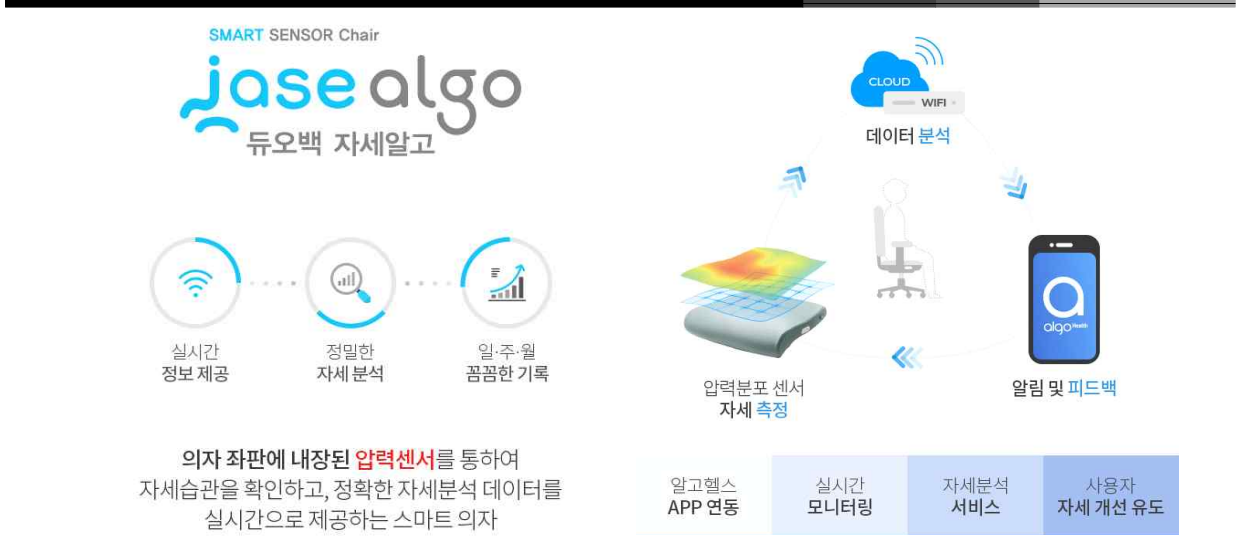 SMART SENSOR Chair
jase algo
듀오백 자세알고
실시간
정보 제공
정밀한
자세 분석
일·주·월
꼼꼼한 기록
의자 좌판에 내장된 압력센서를 통하여
자세습관을 확인하고, 정확한 자세분석 데이터를
실시간으로 제공하는 스마트 의자
CLOUD
WIFI
데이터 분석
algo Health
압력분포 센서
자세 측정
알림 및 피드백
알고헬스
APP 연동
실시간
모니터링
자세분석
서비스
사용자
자세 개선 유도